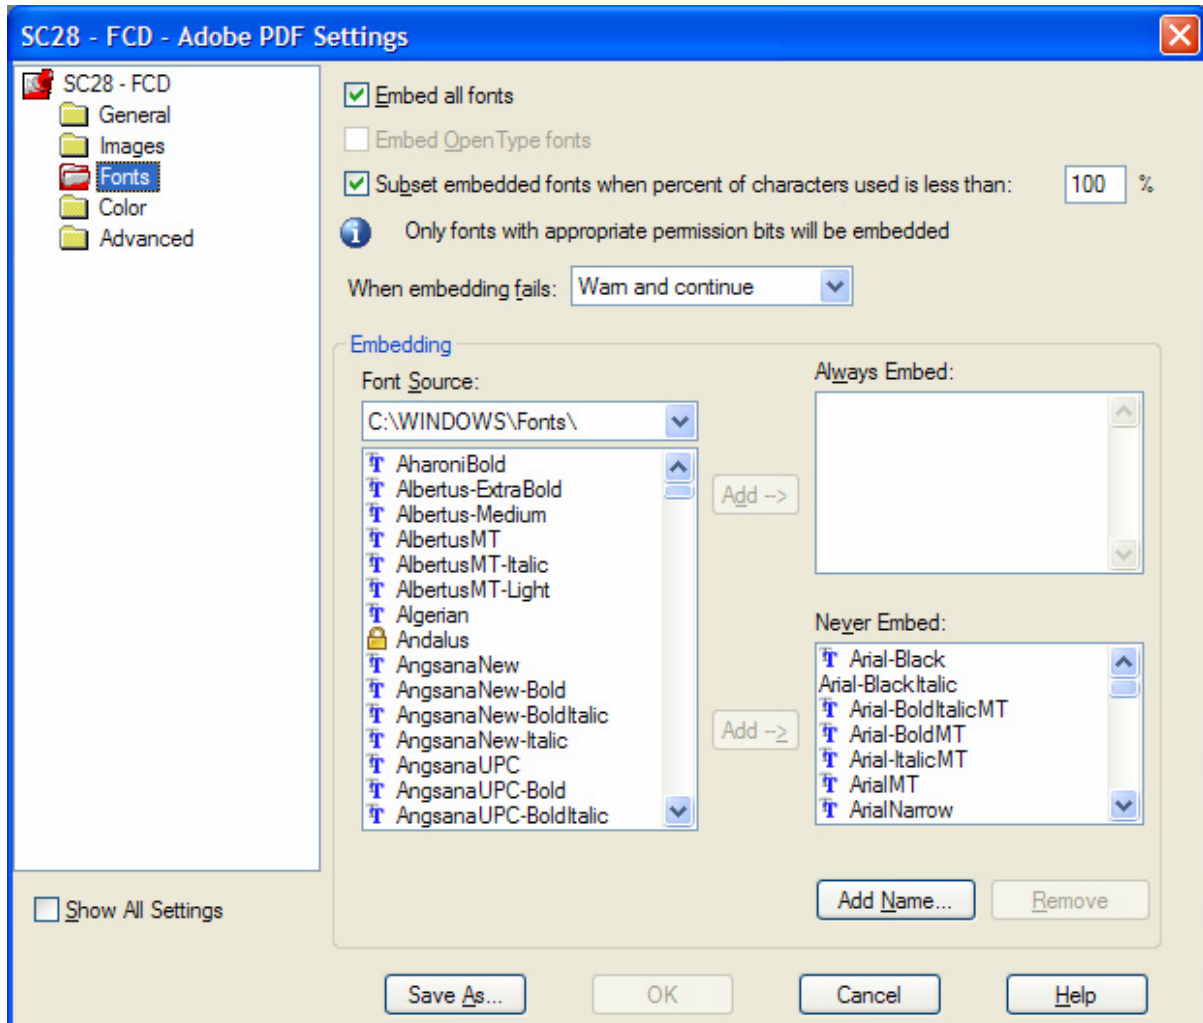 SC28 - FCD - Adobe PDF Settings
SC28 - FCD
General
Images
Fonts
Color
Advanced
Show All Settings
Embed all fonts
Embed OpenType fonts
Subset embedded fonts when percent of characters used is less than: 100 %
Only fonts with appropriate permission bits will be embedded
When embedding fails: Warn and continue
Embedding
Font Source:
C:\WINDOWS\Fonts\
AharoniBold
Albertus-ExtraBold
Albertus-Medium
AlbertusMT
AlbertusMT-Italic
AlbertusMT-Light
Algerian
Andalus
AngsanaNew
AngsanaNew-Bold
AngsanaNew-BoldItalic
AngsanaNew-Italic
AngsanaUPC
AngsanaUPC-Bold
AngsanaUPC-BoldItalic
Add -->
Add -->
Always Embed:
Never Embed:
Arial-Black
Arial-BlackItalic
Arial-BoldItalicMT
Arial-BoldMT
Arial-ItalicMT
ArialMT
ArialNarrow
Add Name... Remove
Save As... OK Cancel Help